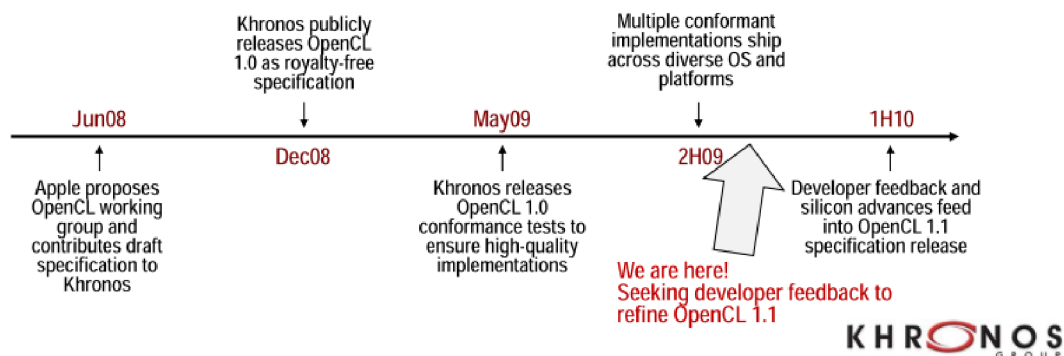 Khronos publicly
releases OpenCL
1.0 as royalty-free
specification
Multiple conformant
implementations ship
across diverse OS and
platforms
Jun08
May09
1H10
Dec08
2H09
Apple proposes
OpenCL working
group and
contributes draft
specification to
Khronos
Khronos releases
OpenCL 1.0
conformance tests to
ensure high-quality
implementations
Developer feedback and
silicon advances feed
into OpenCL 1.1
specification release
We are here!
Seeking developer feedback to
refine OpenCL 1.1
KHRONOS
GROUP